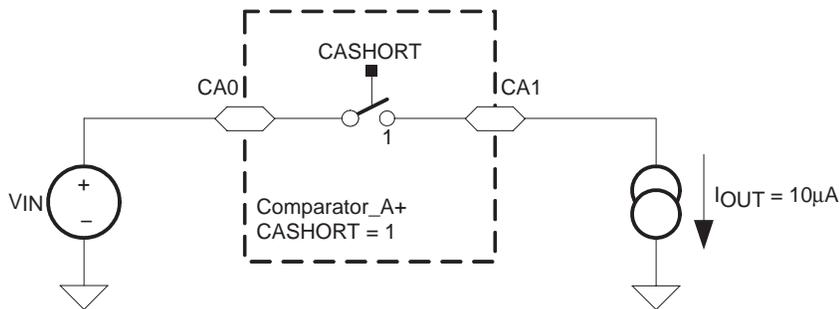 CASHORT
CA0
CA1
1
VIN
+
−
IOUT = 10µA
Comparator_A+
CASHORT = 1